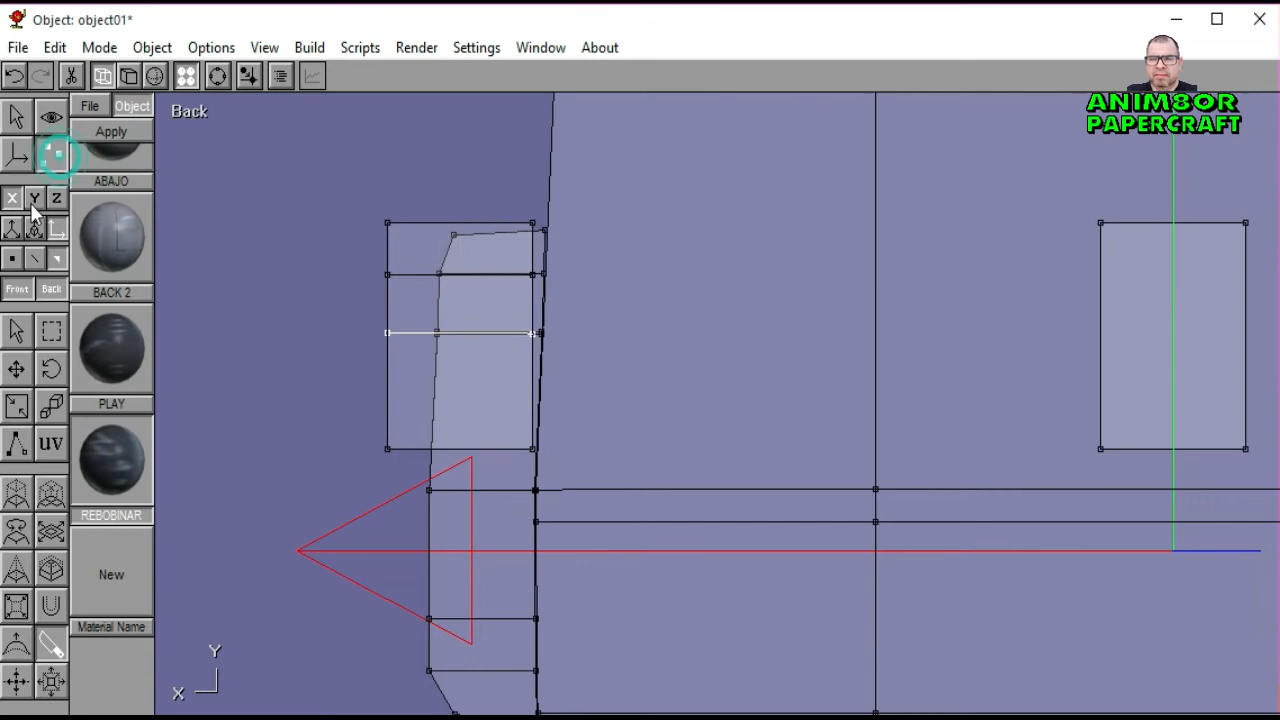 Object: object01*
File Edit Mode Object Options View Build Scripts Render Settings Window About
File Object
Apply
Back
ANIM8OR
PAPERCRAFT
ABAJO
X Y Z
Front Back
BACK 2
PLAY
UV
REBOBINAR
New
Material Name
Y
X